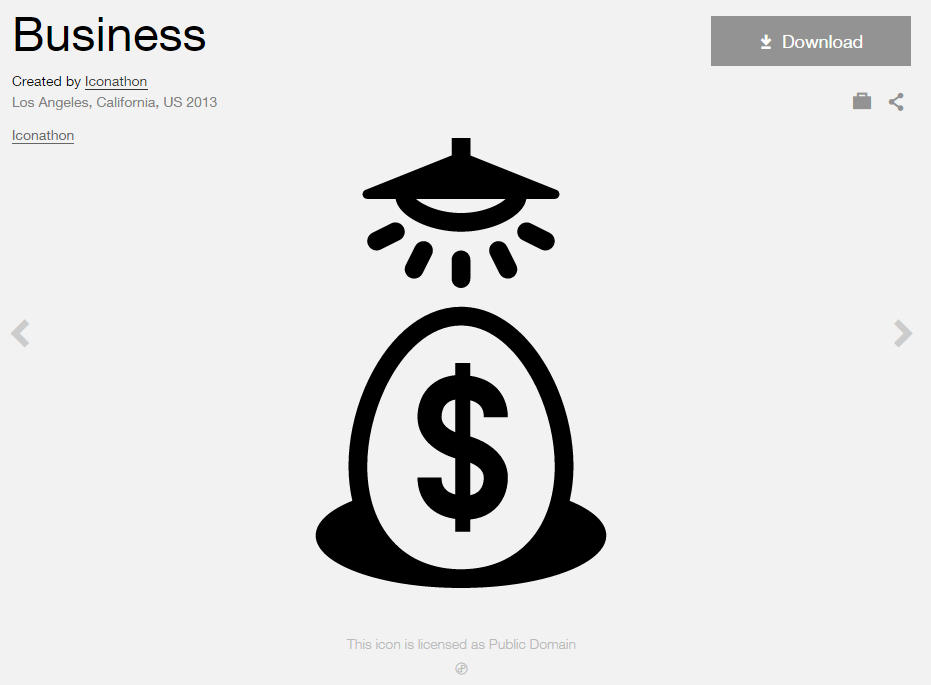 Business
Download
Created by Iconathon
Los Angeles, California, US 2013
Iconathon
$
This icon is licensed as Public Domain